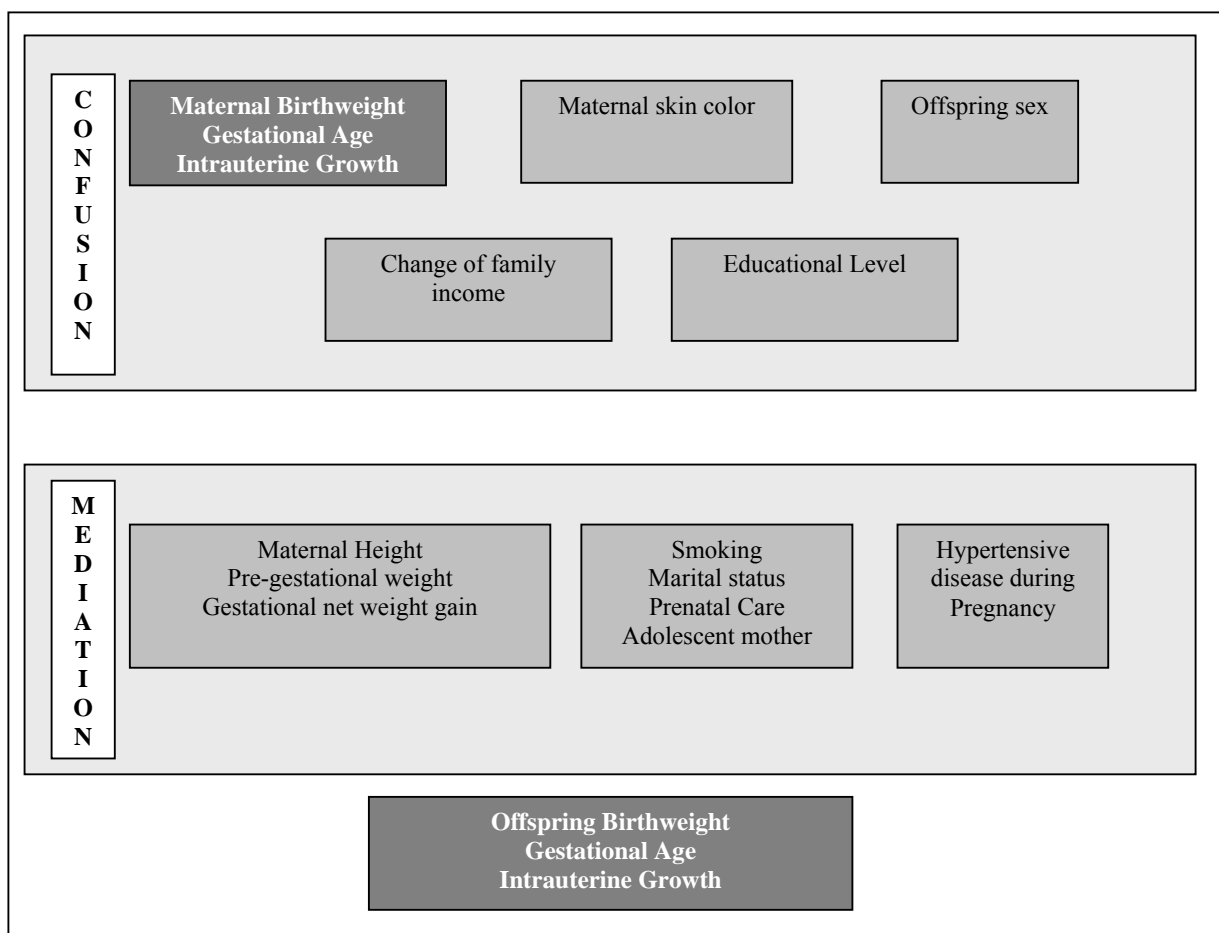 CONFUSION
Maternal Birthweight
Gestational Age
Intrauterine Growth
Maternal skin color
Offspring sex
Change of family
income
Educational Level
MEDIATION
Maternal Height
Pre-gestational weight
Gestational net weight gain
Smoking
Marital status
Prenatal Care
Adolescent mother
Hypertensive
disease during
Pregnancy
Offspring Birthweight
Gestational Age
Intrauterine Growth